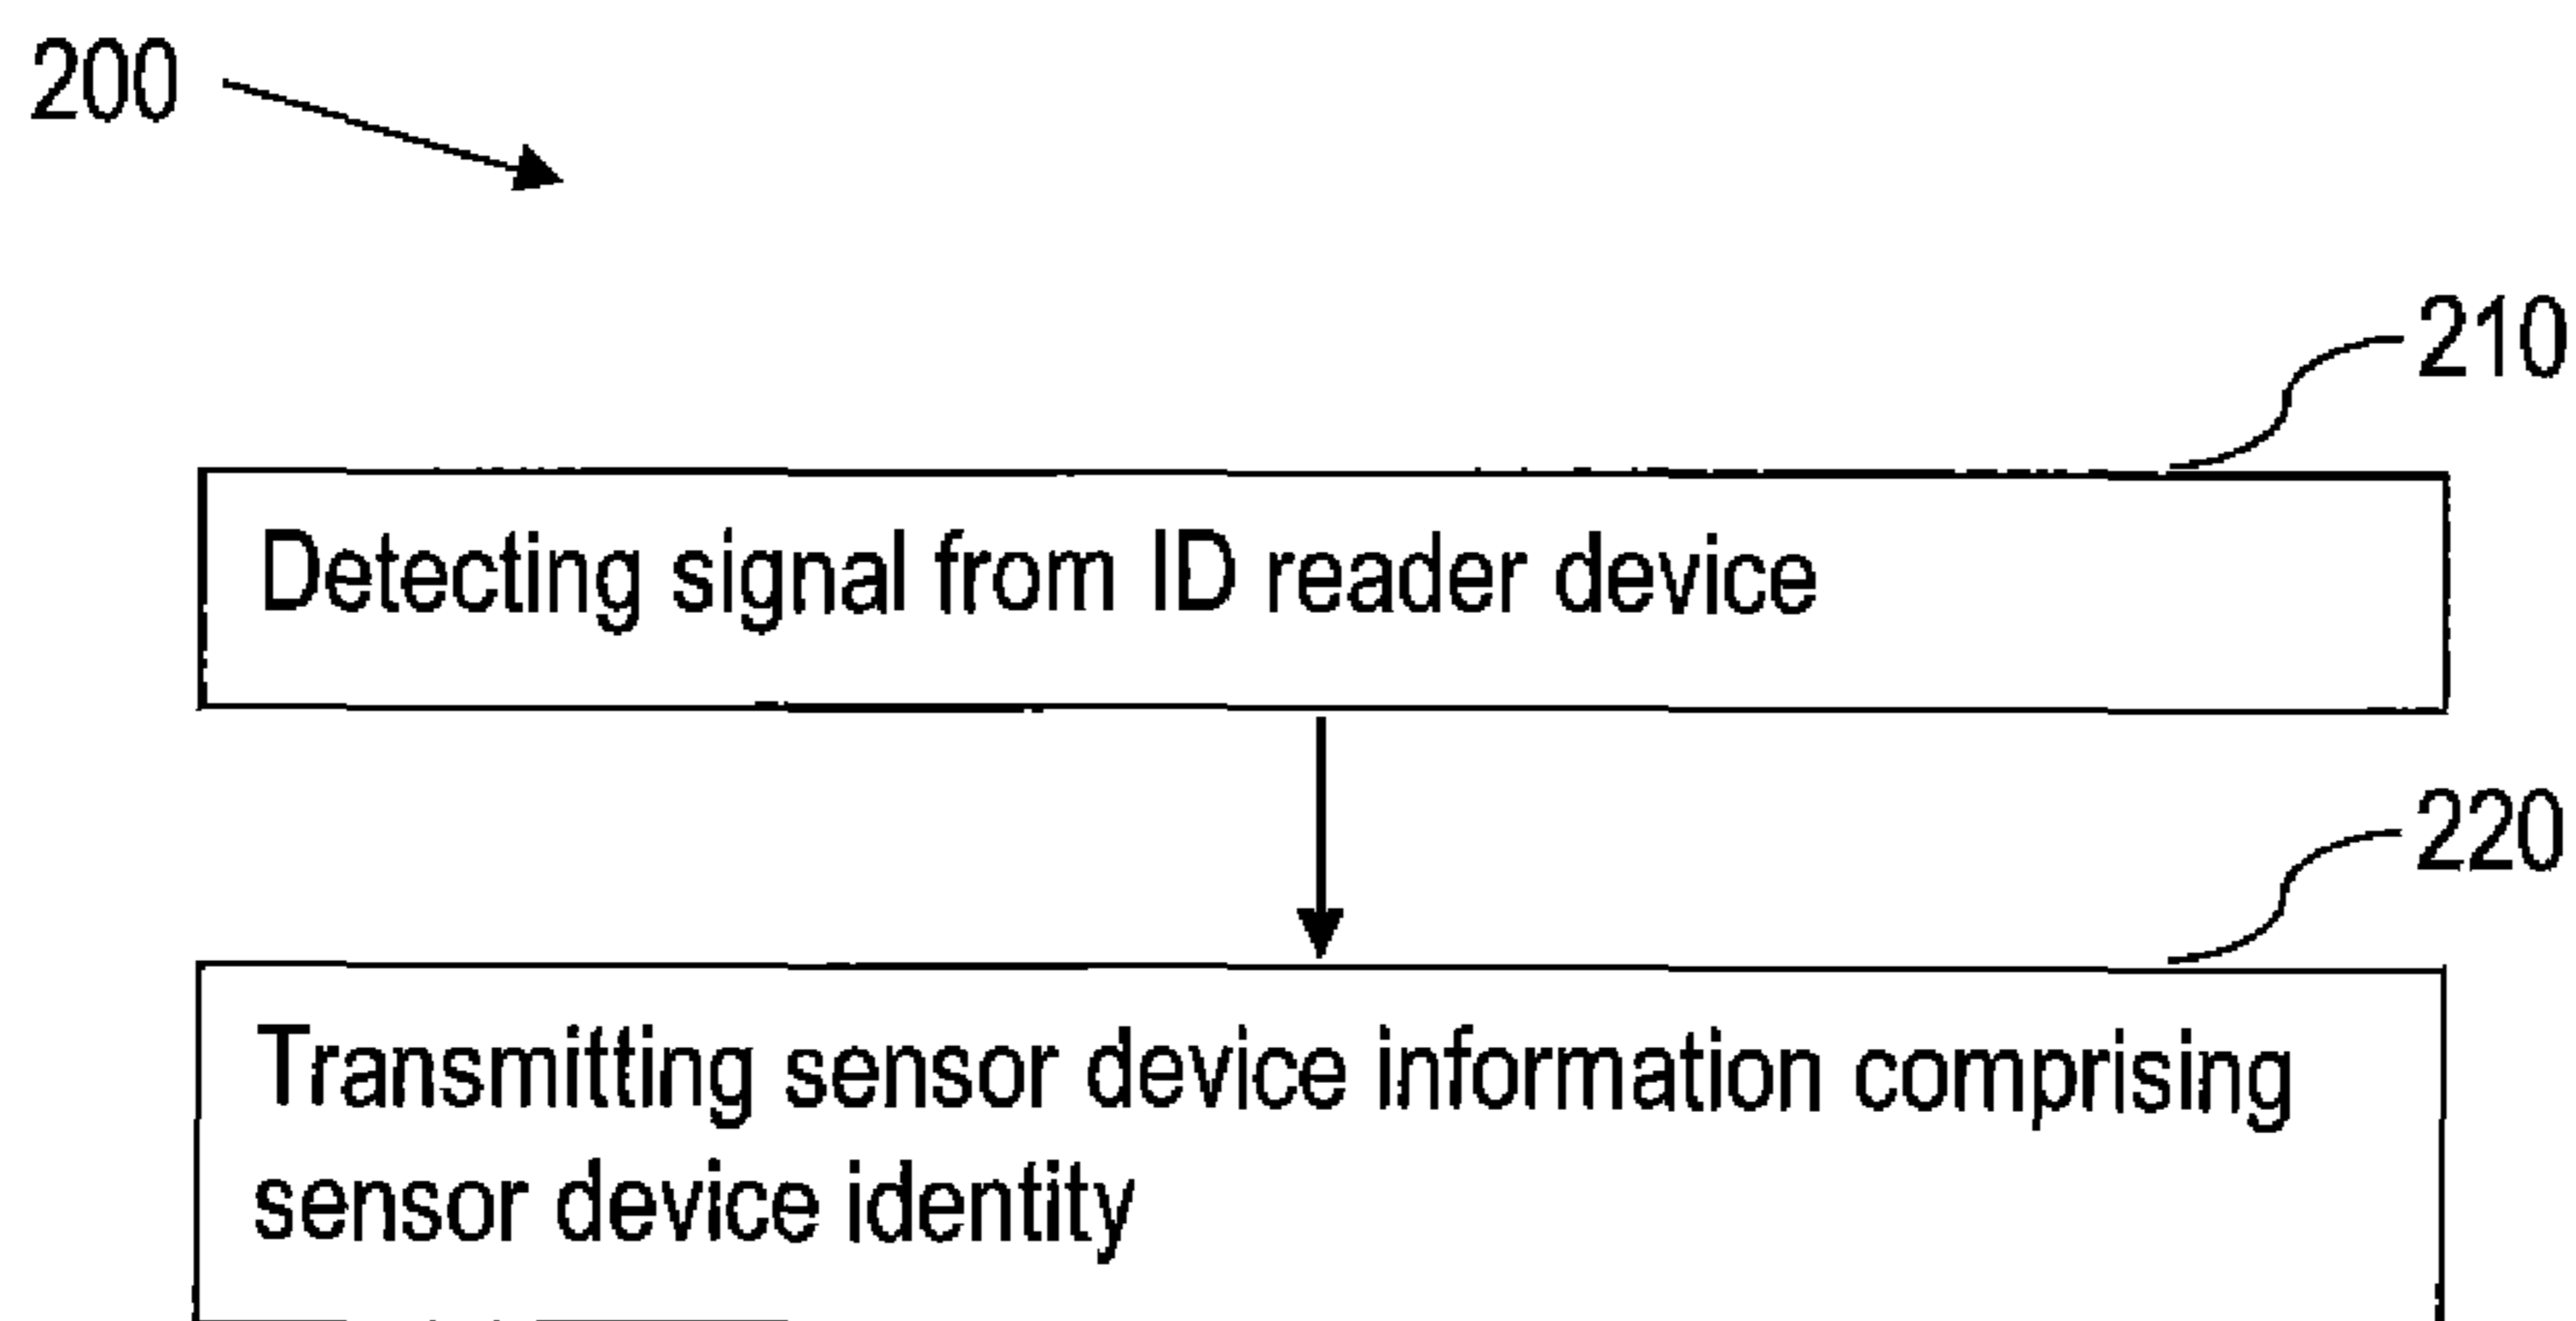 200
210
Detecting signal from ID reader device
220
Transmitting sensor device information comprising
sensor device identity